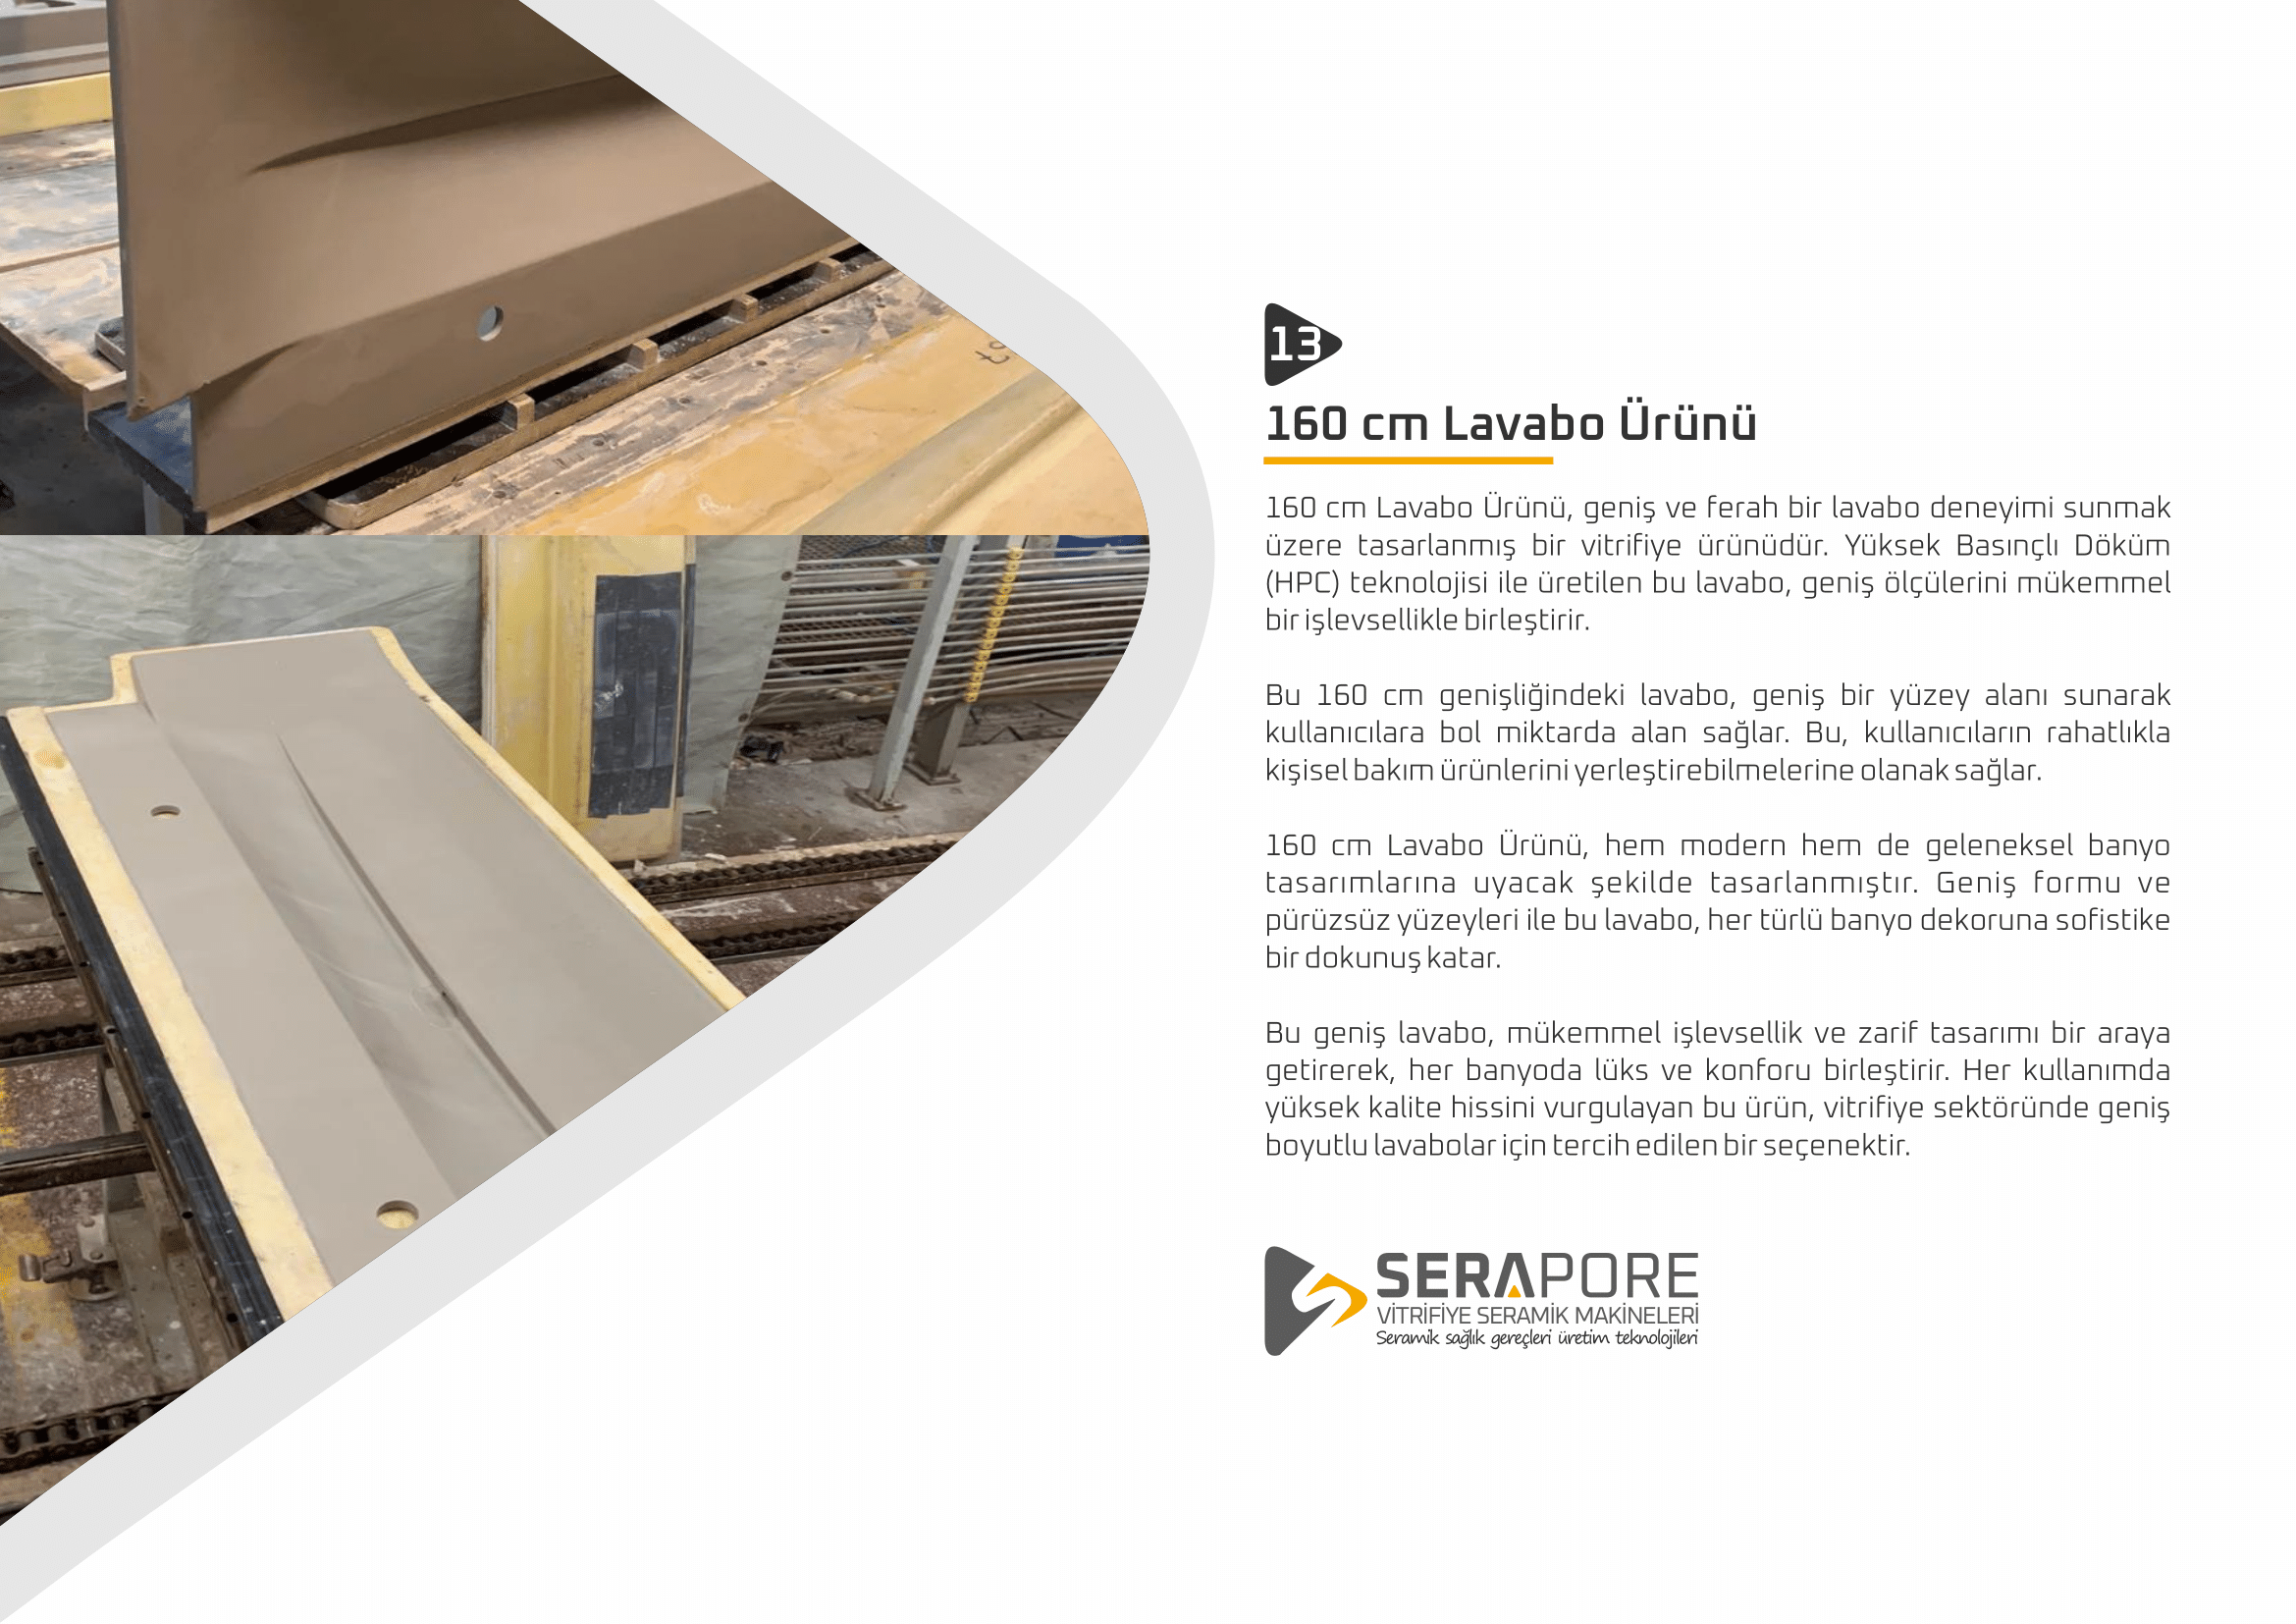 13
160 cm Lavabo Ürünü
160 cm Lavabo Ürünü, geniş ve ferah bir lavabo deneyimi sunmak
üzere tasarlanmış bir vitrifiye ürünüdür. Yüksek Basınçlı Döküm
(HPC) teknolojisi ile üretilen bu lavabo, geniş ölçülerini mükemmel
bir işlevsellikle birleştirir.
Bu 160 cm genişliğindeki lavabo, geniş bir yüzey alanı sunarak
kullanıcılara bol miktarda alan sağlar. Bu, kullanıcıların rahatlıkla
kişisel bakım ürünlerini yerleştirebilmelerine olanak sağlar.
160 cm Lavabo Ürünü, hem modern hem de geleneksel banyo
tasarımlarına uyacak şekilde tasarlanmıştır. Geniş formu ve
pürüzsüz yüzeyleri ile bu lavabo, her türlü banyo dekoruna sofistike
bir dokunuş katar.
Bu geniş lavabo, mükemmel işlevsellik ve zarif tasarımı bir araya
getirerek, her banyoda lüks ve konforu birleştirir. Her kullanımda
yüksek kalite hissini vurgulayan bu ürün, vitrifiye sektöründe geniş
boyutlu lavabolar için tercih edilen bir seçenektir.
SERAPORE
VİTRİFİYE SERAMİK MAKİNELERİ
Seramik sağlık gereçleri üretim teknolojileri